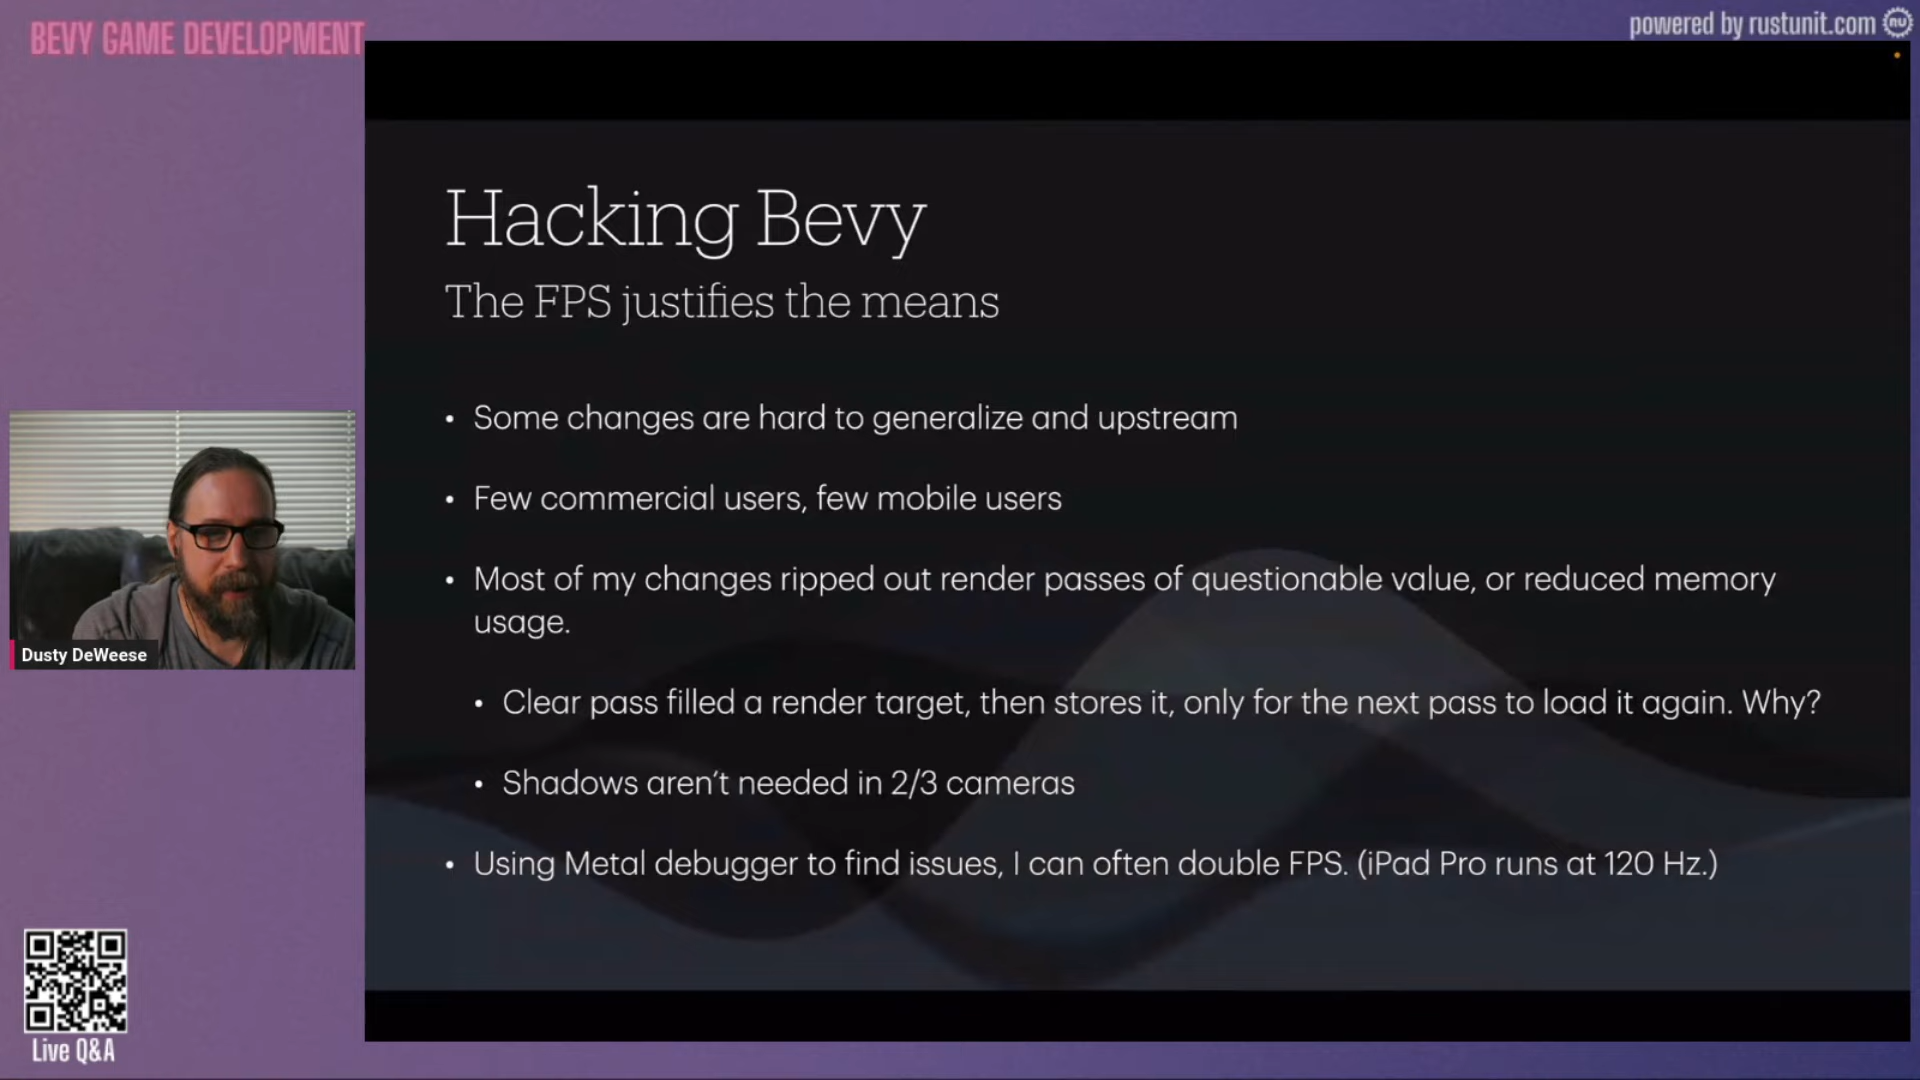 BEVY GAME DEVELOPMENT
powered by rustunit.com
Hacking Bevy
The FPS justifies the means
• Some changes are hard to generalize and upstream
• Few commercial users, few mobile users
• Most of my changes ripped out render passes of questionable value, or reduced memory
usage.
• Clear pass filled a render target, then stores it, only for the next pass to load it again. Why?
• Shadows aren’t needed in 2/3 cameras
• Using Metal debugger to find issues, I can often double FPS. (iPad Pro runs at 120 Hz.)
Dusty DeWeese
Live Q&A